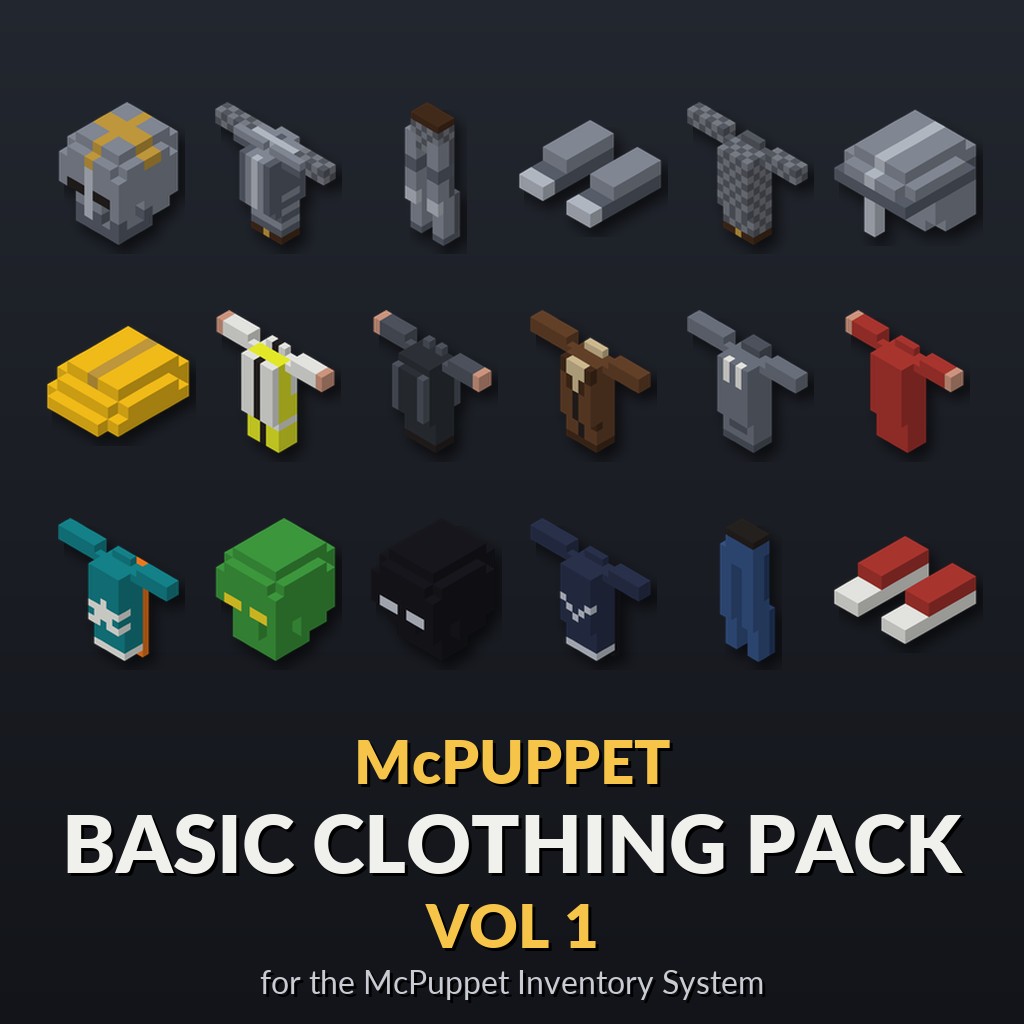 McPUPPET
BASIC CLOTHING PACK
VOL 1
for the McPuppet Inventory System